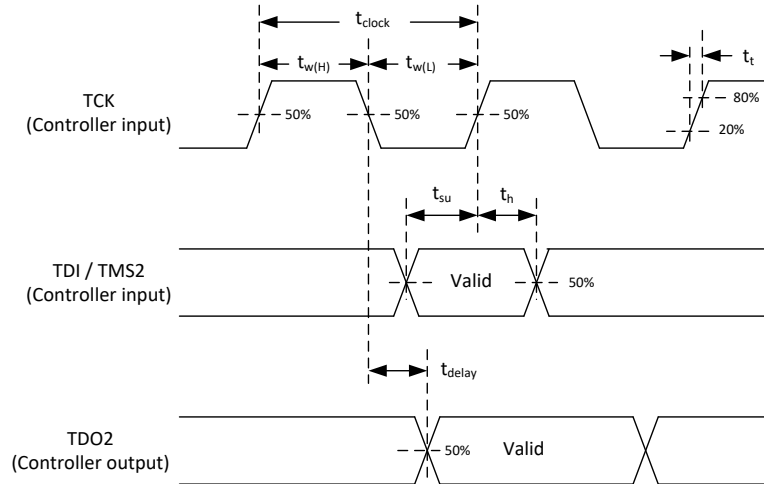 tclock
tw(H) tw(L) tt
TCK
(Controller input)
50% 50% 50% 80%
20%
tsu th
TDI / TMS2
(Controller input)
Valid 50%
tdelay
TDO2
(Controller output)
50% Valid